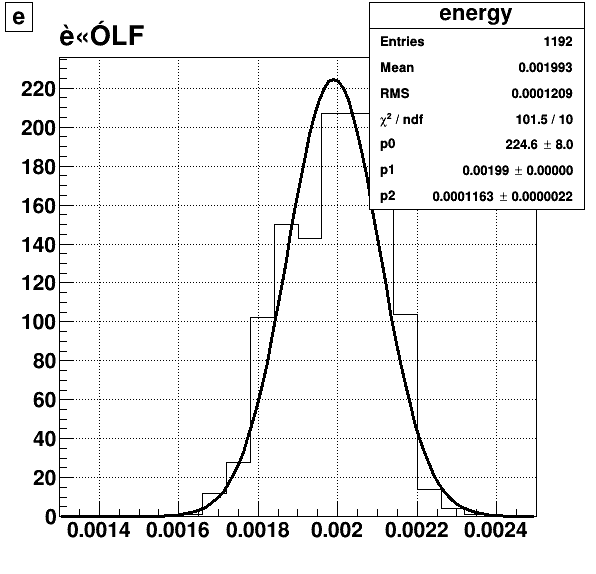 e
è«ÓLF
energy
Entries 1192
Mean 0.001993
RMS 0.0001209
χ² / ndf 101.5 / 10
p0 224.6 ± 8.0
p1 0.00199 ± 0.00000
p2 0.0001163 ± 0.0000022
220
200
180
160
140
120
100
80
60
40
20
0
0.0014 0.0016 0.0018 0.002 0.0022 0.0024